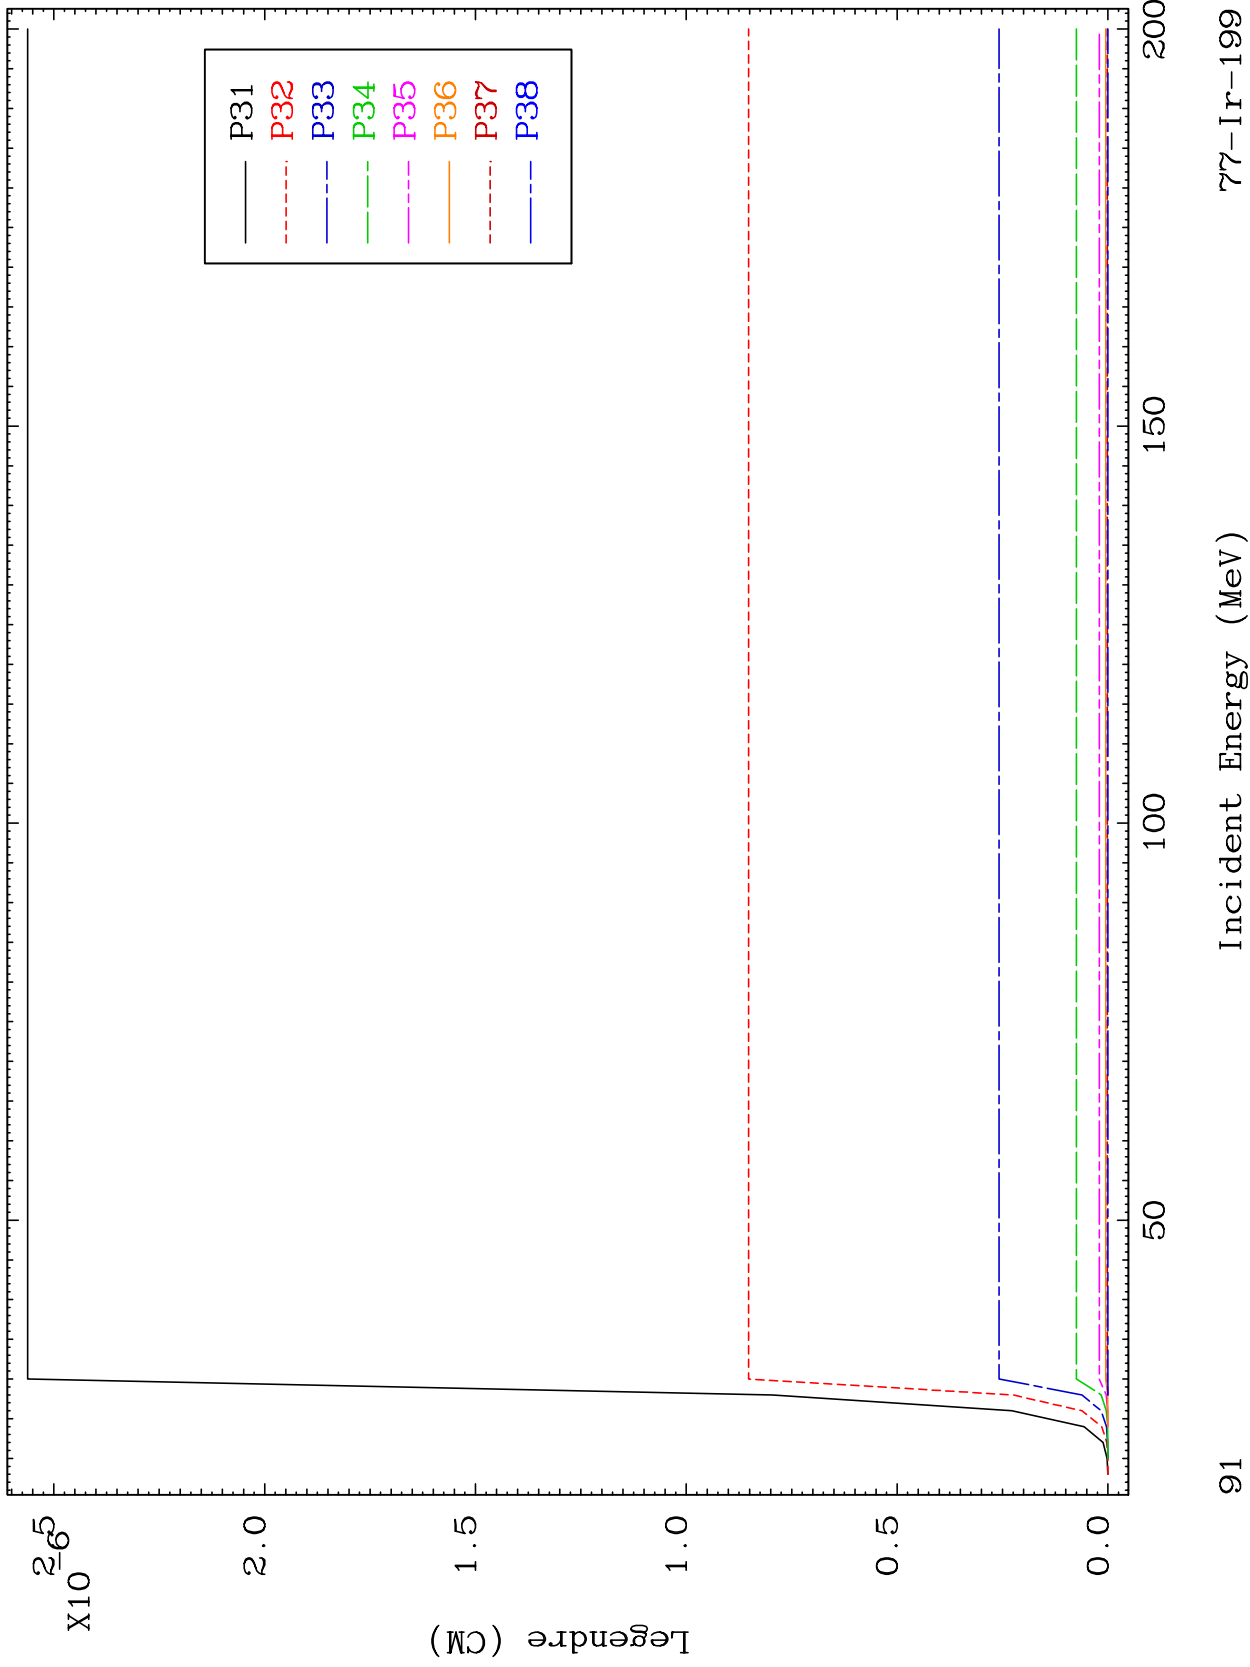 X10
-6
2.5
2.0
1.5
1.0
0.5
0.0
Legendre (CM)
P31
P32
P33
P34
P35
P36
P37
P38
50
100
150
200
91
Incident Energy (MeV)
77-Ir-199